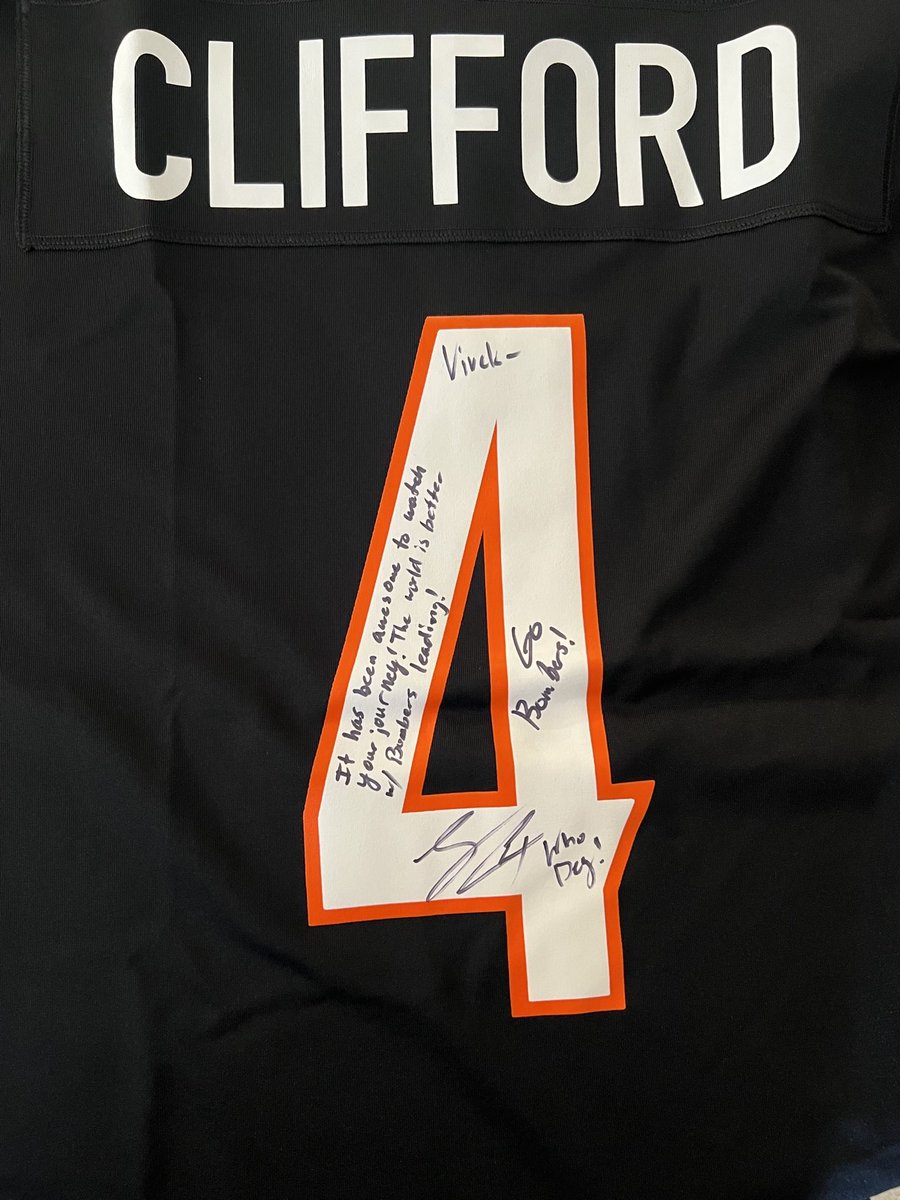 CLIFFORD
4
Vivek-
It has been awesome to watch
your journey! The world is better
w/ Bombers leading!
Go
Bombers!
Who
Dey!